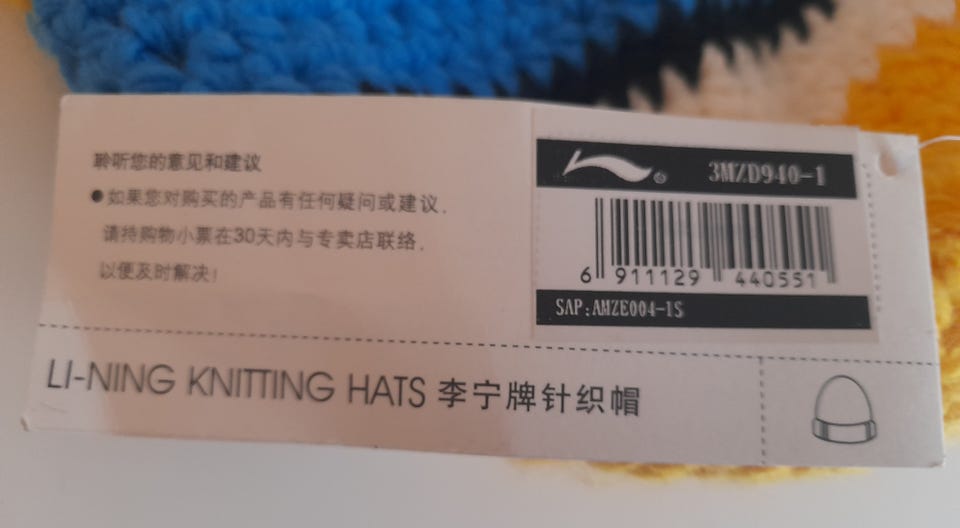 聆听您的意见和建议
●如果您对购买的产品有任何疑问或建议,
请持购物小票在30天内与专卖店联络,
以便及时解决!
®
3MZD940-1
6 911129 440551
SAP:AMZE004-1S
LI-NING KNITTING HATS 李宁牌针织帽